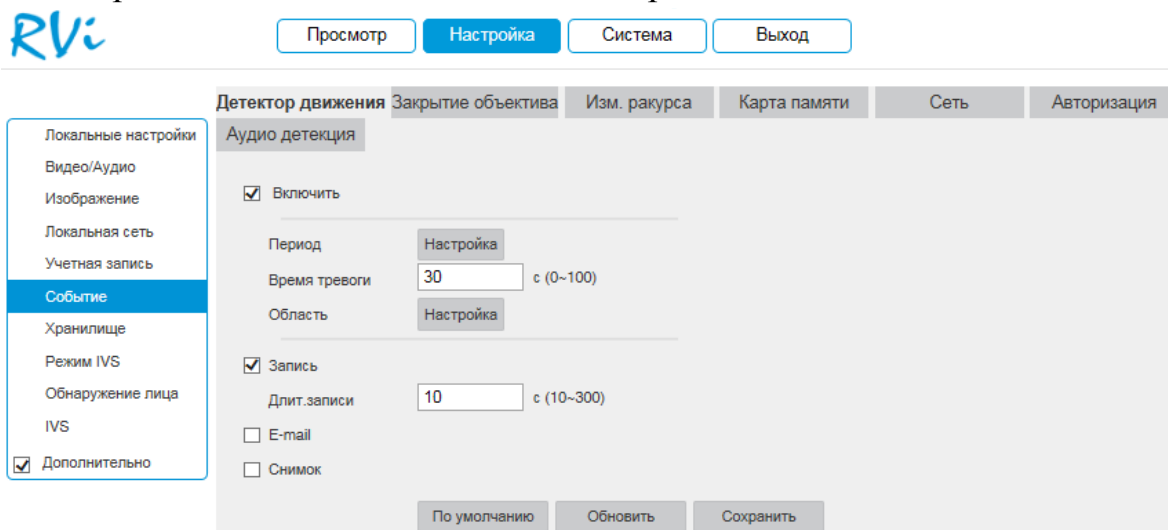 RVi
Просмотр Настройка Система Выход
Детектор движения Закрытие объектива Изм. ракурса Карта памяти Сеть Авторизация
Аудио детекция
Локальные настройки
Видео/Аудио
Изображение
Локальная сеть
Учетная запись
Событие
Хранилище
Режим IVS
Обнаружение лица
IVS
Дополнительно
Включить
Период Настройка
Время тревоги 30 с (0~100)
Область Настройка
Запись
Длит.записи 10 с (10~300)
E-mail
Снимок
По умолчанию Обновить Сохранить